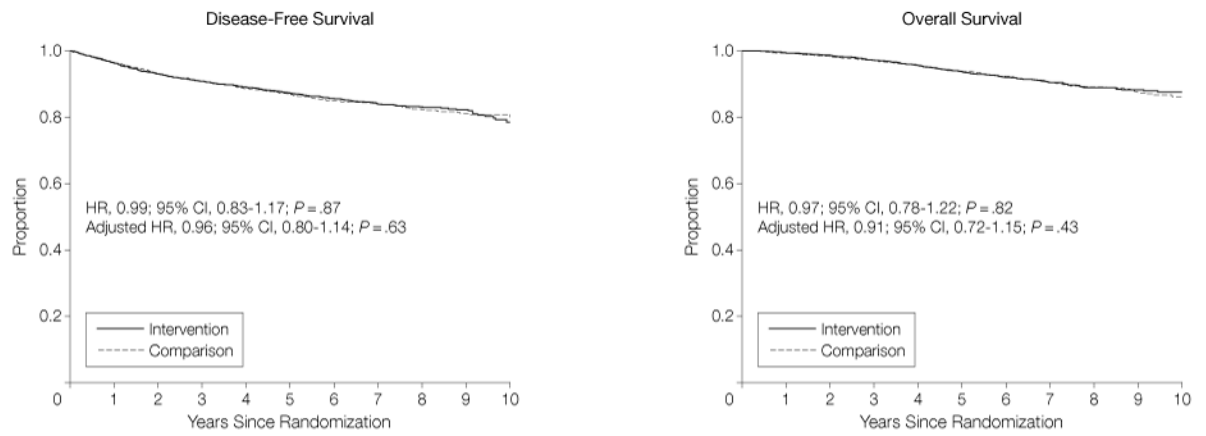 Disease-Free Survival
1.0
0.8
0.6
0.4
0.2
Proportion
HR, 0.99; 95% CI, 0.83-1.17; P = .87
Adjusted HR, 0.96; 95% CI, 0.80-1.14; P = .63
Intervention
Comparison
0 1 2 3 4 5 6 7 8 9 10
Years Since Randomization
Overall Survival
1.0
0.8
0.6
0.4
0.2
Proportion
HR, 0.97; 95% CI, 0.78-1.22; P = .82
Adjusted HR, 0.91; 95% CI, 0.72-1.15; P = .43
Intervention
Comparison
0 1 2 3 4 5 6 7 8 9 10
Years Since Randomization